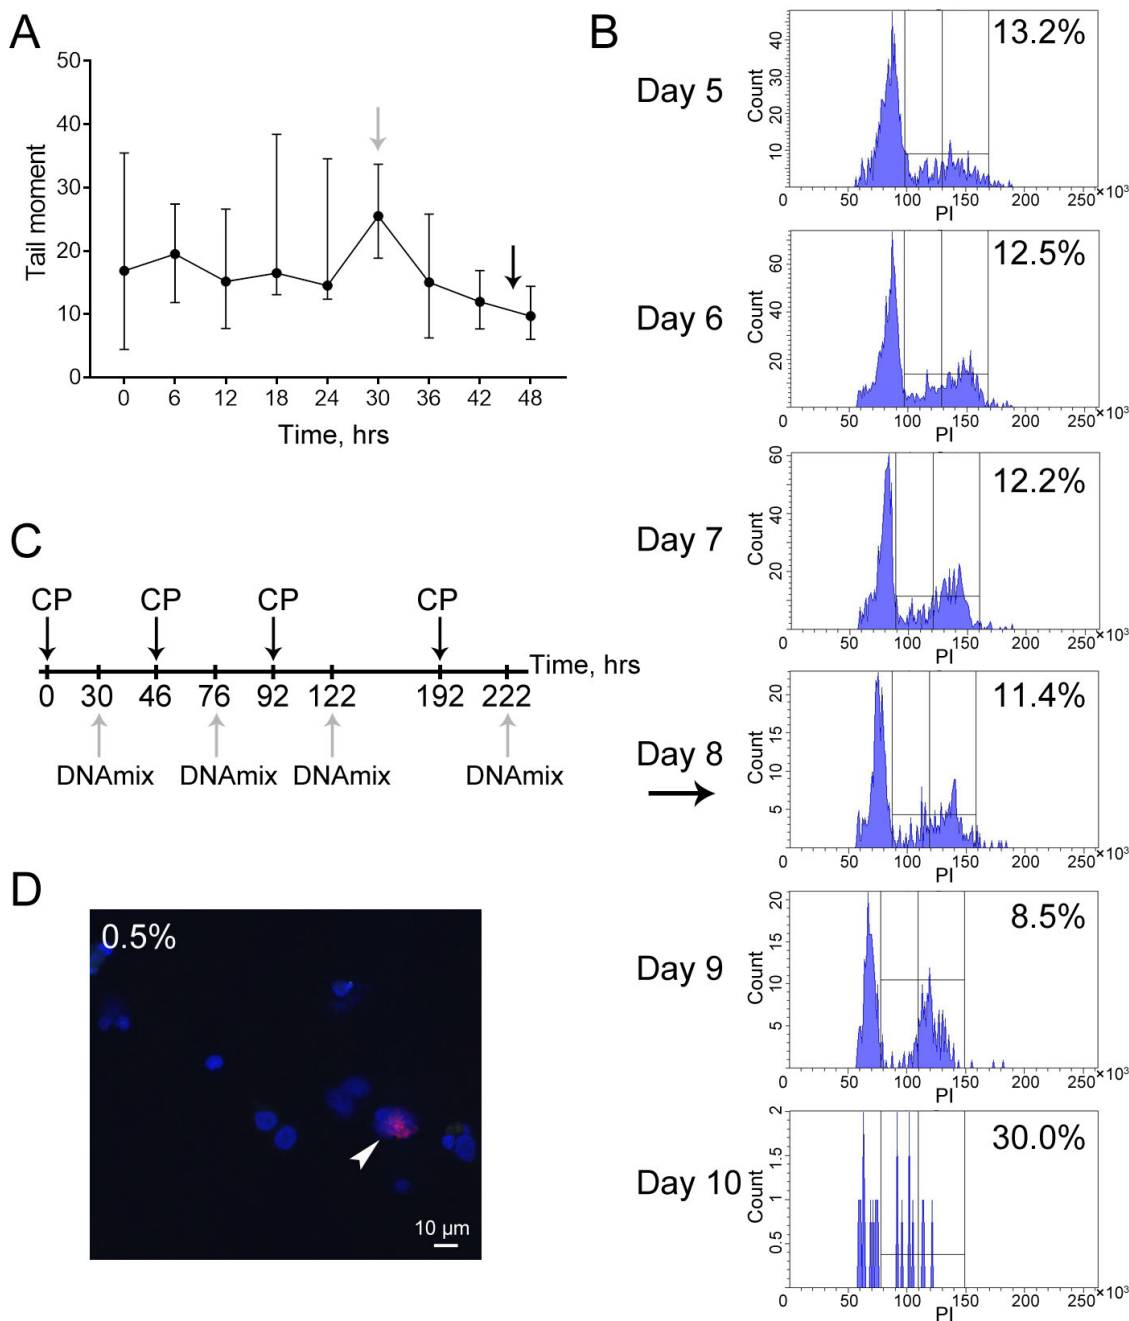 A
50
40
30
20
10
0
Tail moment
0 6 12 18 24 30 36 42 48
Time, hrs
B
Day 5
13.2%
Count
40
30
20
10
0 50 100 150 200 250 ×10³
PI
Day 6
12.5%
Count
60
40
20
0 50 100 150 200 250 ×10³
PI
Day 7
12.2%
Count
60
40
20
0 50 100 150 200 250 ×10³
PI
Day 8
11.4%
Count
20
15
10
5
0 50 100 150 200 250 ×10³
PI
Day 9
8.5%
Count
20
15
10
5
0 50 100 150 200 250 ×10³
PI
Day 10
30.0%
Count
2
1.5
1
0.5
0 50 100 150 200 250 ×10³
PI
C
CP CP CP CP
Time, hrs
0 30 46 76 92 122 192 222
DNAmix DNAmix DNAmix DNAmix
D
0.5%
10 µm